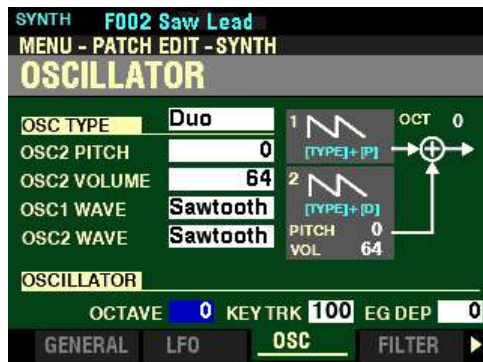 SYNTH F002 Saw Lead
MENU - PATCH EDIT - SYNTH
OSCILLATOR
OSC TYPE Duo
OSC2 PITCH 0
OSC2 VOLUME 64
OSC1 WAVE Sawtooth
OSC2 WAVE Sawtooth
1 OCT 0
[TYPE]+[P]
2
[TYPE]+[D]
PITCH 0
VOL 64
OSCILLATOR
OCTAVE 0 KEY TRK 100 EG DEP 0
GENERAL LFO OSC FILTER